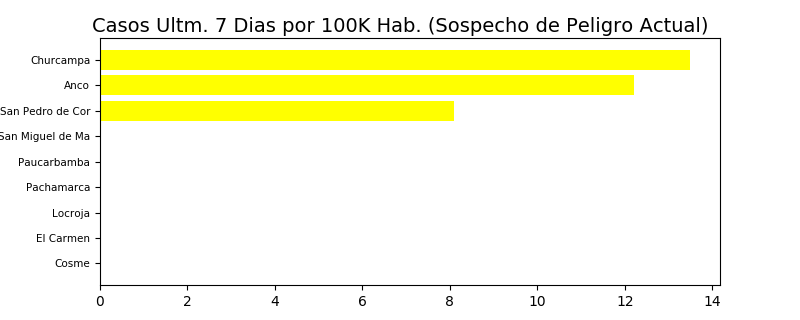 Casos Ultm. 7 Dias por 100K Hab. (Sospecho de Peligro Actual)
Churcampa
Anco
San Pedro de Cor
San Miguel de Ma
Paucarbamba
Pachamarca
Locroja
El Carmen
Cosme
0 2 4 6 8 10 12 14